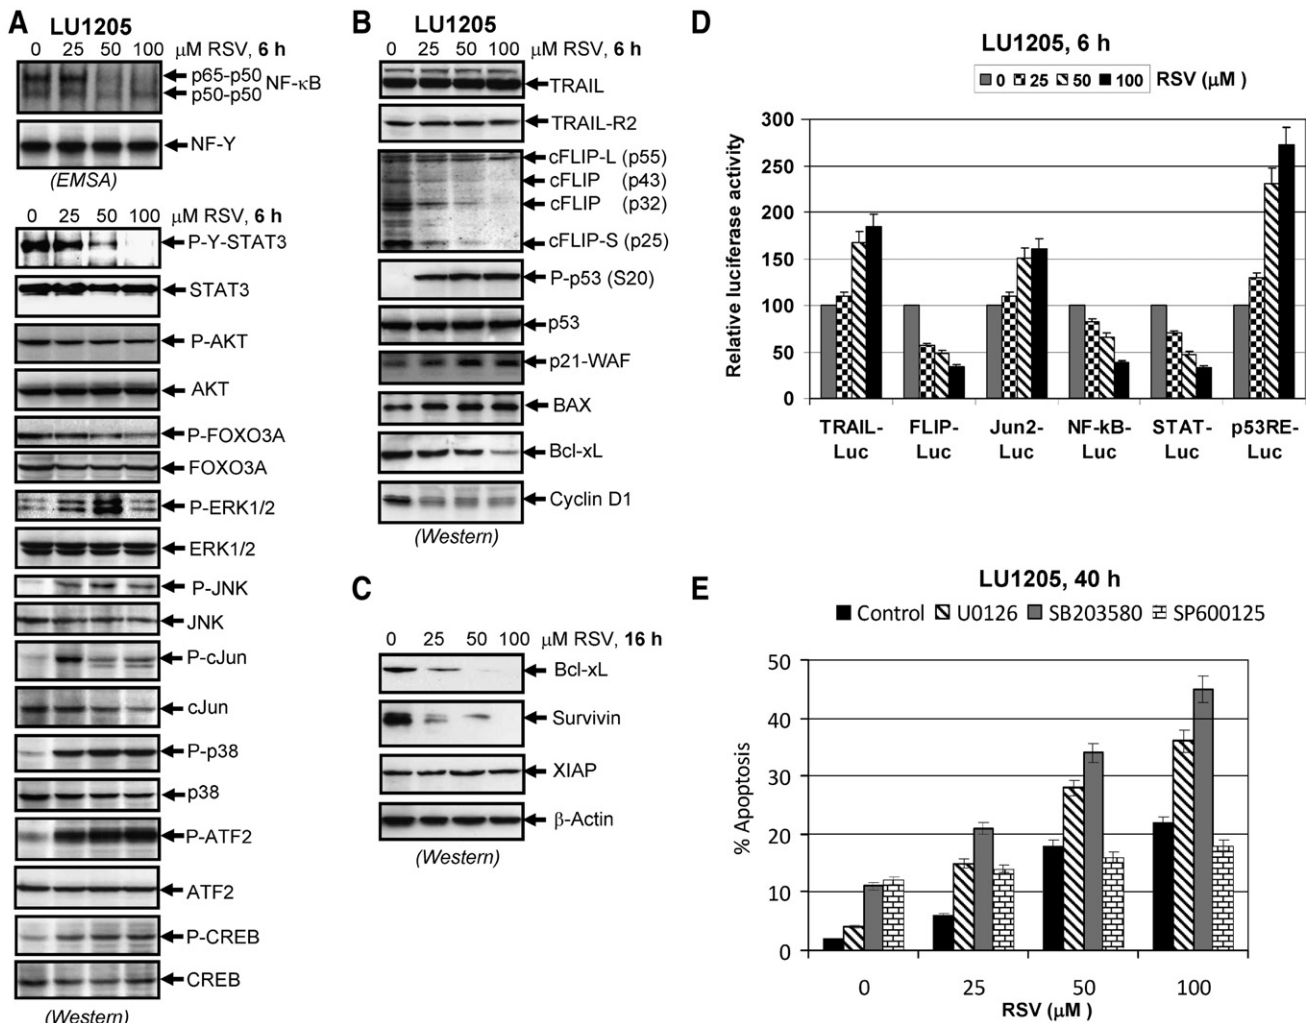 A
LU1205
0 25 50 100 μM RSV, 6 h
p65-p50
NF-κB
p50-p50
NF-Y
(EMSA)
0 25 50 100 μM RSV, 6 h
P-Y-STAT3
STAT3
P-AKT
AKT
P-FOXO3A
FOXO3A
P-ERK1/2
ERK1/2
P-JNK
JNK
P-cJun
cJun
P-p38
p38
P-ATF2
ATF2
P-CREB
CREB
(Western)
B
LU1205
0 25 50 100 μM RSV, 6 h
TRAIL
TRAIL-R2
cFLIP-L (p55)
cFLIP (p43)
cFLIP (p32)
cFLIP-S (p25)
P-p53 (S20)
p53
p21-WAF
BAX
Bcl-xL
Cyclin D1
(Western)
C
0 25 50 100 μM RSV, 16 h
Bcl-xL
Survivin
XIAP
β-Actin
(Western)
D
LU1205, 6 h
0 25 50 100 RSV (μM )
Relative luciferase activity
300
250
200
150
100
50
0
TRAIL- FLIP- Jun2- NF-kB- STAT- p53RE-
Luc Luc Luc Luc Luc Luc
E
LU1205, 40 h
Control U0126 SB203580 SP600125
% Apoptosis
50
40
30
20
10
0
0 25 50 100
RSV (μM )